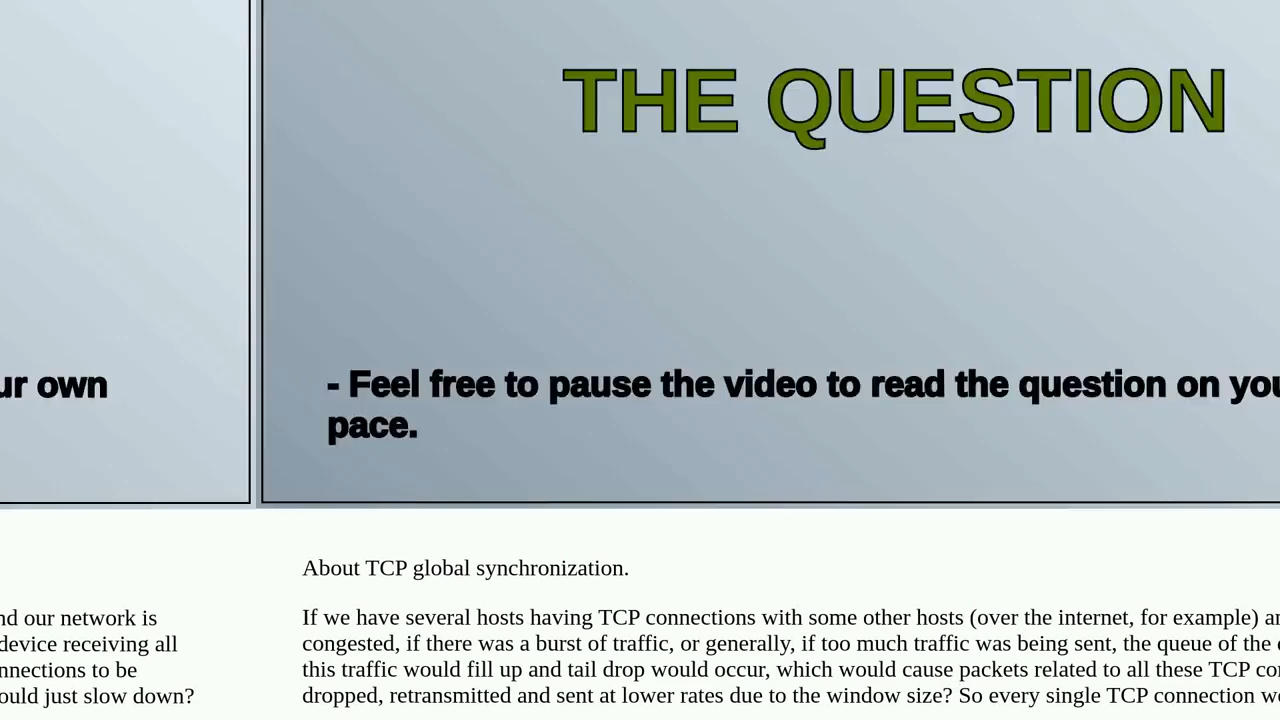 THE QUESTION
ur own
- Feel free to pause the video to read the question on you
pace.
About TCP global synchronization.
nd our network is
If we have several hosts having TCP connections with some other hosts (over the internet, for example) an
device receiving all
congested, if there was a burst of traffic, or generally, if too much traffic was being sent, the queue of the
nnections to be
this traffic would fill up and tail drop would occur, which would cause packets related to all these TCP con
ould just slow down?
dropped, retransmitted and sent at lower rates due to the window size? So every single TCP connection w